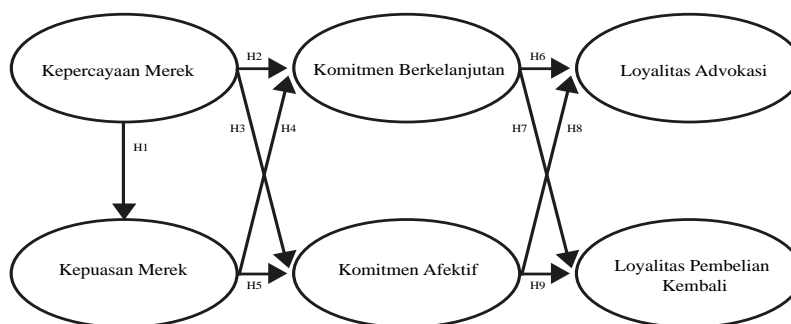 Kepercayaan Merek
H2
Komitmen Berkelanjutan
H6
Loyalitas Advokasi
H1
H3
H4
H7
H8
Kepuasan Merek
H5
Komitmen Afektif
H9
Loyalitas Pembelian
Kembali